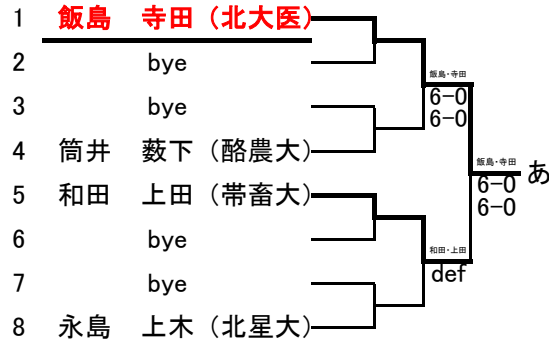 1 飯島 寺田（北大医）
2 bye
3 bye
4 筒井 薮下（酪農大）
5 和田 上田（帯畜大）
6 bye
7 bye
8 永島 上木（北星大）
飯島・寺田
6-0
6-0
和田・上田
def
飯島・寺田
6-0
6-0
あ